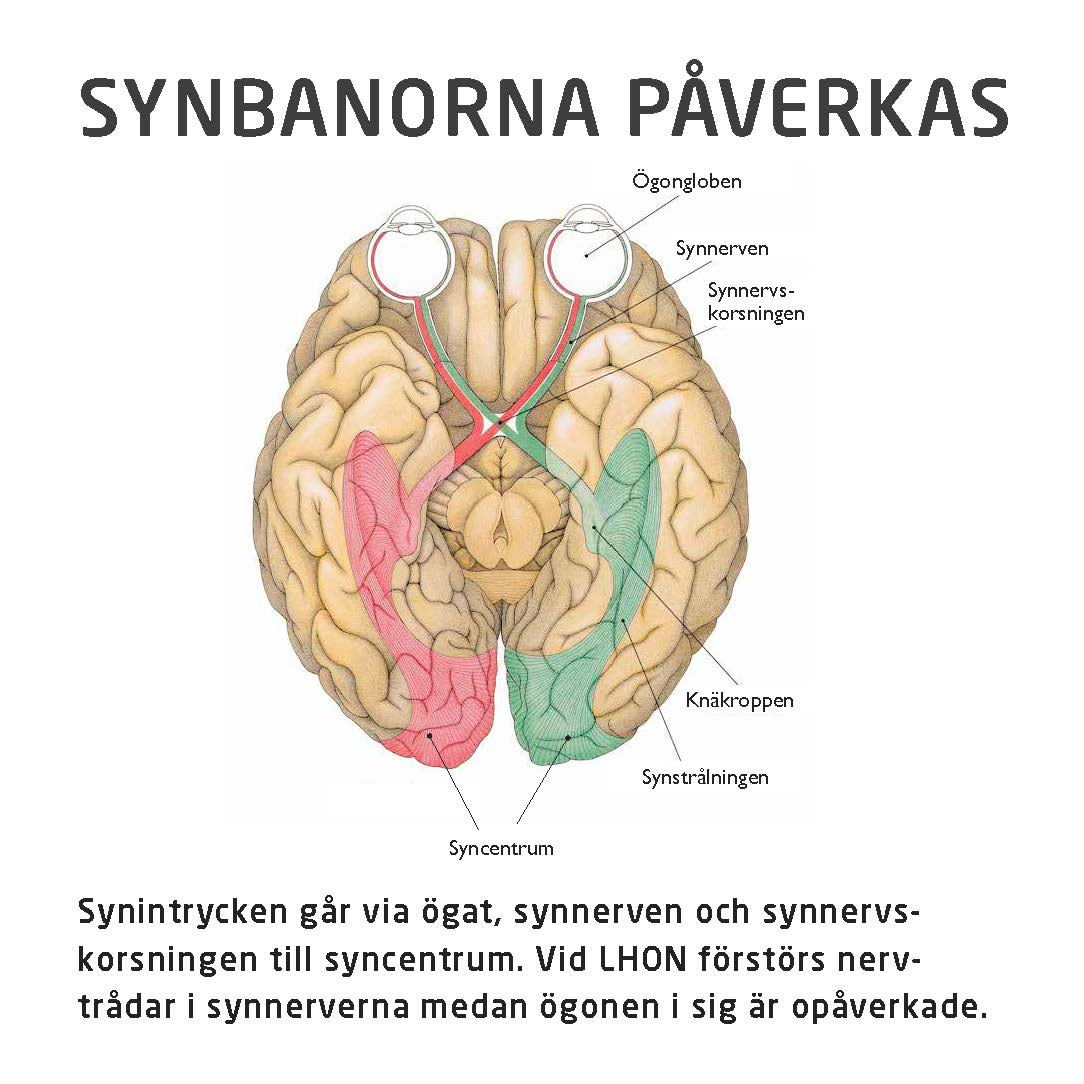 SYNBANORNA PÅVERKAS
Ögongloben
Synnerven
Synnervs-
korsningen
Knäkroppen
Synstrålningen
Syncentrum
Synintrycken går via ögat, synnerven och synnervs-
korsningen till syncentrum. Vid LHON förstörs nerv-
trådar i synnerverna medan ögonen i sig är opåverkade.